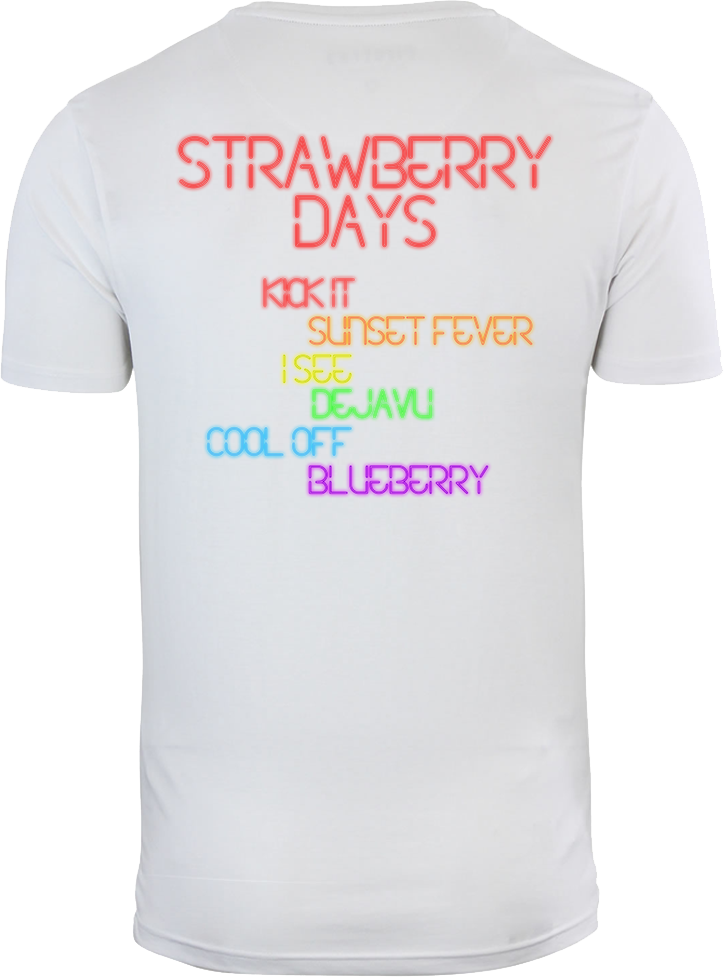 STRAWBERRY
DAYS
KICK IT
SUNSET FEVER
I SEE
DEJAVU
COOL OFF
BLUEBERRY